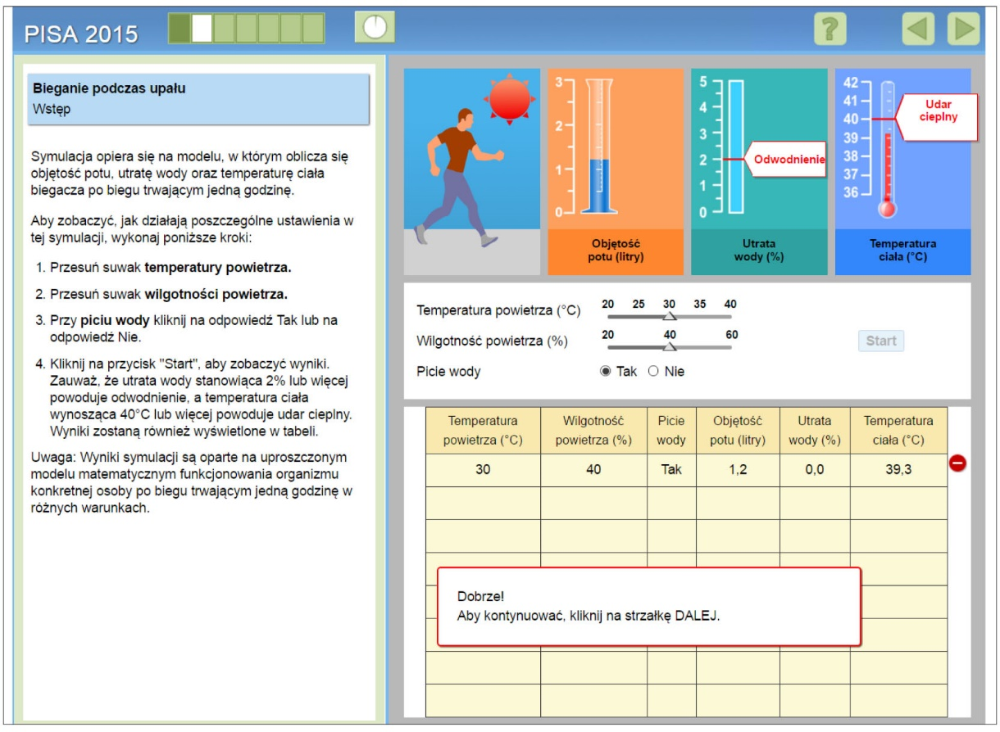 PISA 2015
?
Bieganie podczas upału
Wstęp
Symulacja opiera się na modelu, w którym oblicza się
objętość potu, utratę wody oraz temperaturę ciała
biegacza po biegu trwającym jedną godzinę.
Aby zobaczyć, jak działają poszczególne ustawienia w
tej symulacji, wykonaj poniższe kroki:
1. Przesuń suwak temperatury powietrza.
2. Przesuń suwak wilgotności powietrza.
3. Przy piciu wody kliknij na odpowiedź Tak lub na
odpowiedź Nie.
4. Kliknij na przycisk "Start", aby zobaczyć wyniki.
Zauważ, że utrata wody stanowiąca 2% lub więcej
powoduje odwodnienie, a temperatura ciała
wynosząca 40°C lub więcej powoduje udar cieplny.
Wyniki zostaną również wyświetlone w tabeli.
Uwaga: Wyniki symulacji są oparte na uproszczonym
modelu matematycznym funkcjonowania organizmu
konkretnej osoby po biegu trwającym jedną godzinę w
różnych warunkach.
3
2
1
0
Objętość
potu (litry)
5
4
3
2
1
0
Odwodnienie
Utrata
wody (%)
42
41
40
39
38
37
36
Udar
cieplny
Temperatura
ciała (°C)
Temperatura powietrza (°C) 20 25 30 35 40
Wilgotność powietrza (%) 20 40 60
Start
Picie wody Tak Nie
Temperatura powietrza (°C) Wilgotność powietrza (%) Picie wody Objętość potu (litry) Utrata wody (%) Temperatura ciała (°C)
30 40 Tak 1,2 0,0 39,3
Dobrze!
Aby kontynuować, kliknij na strzałkę DALEJ.